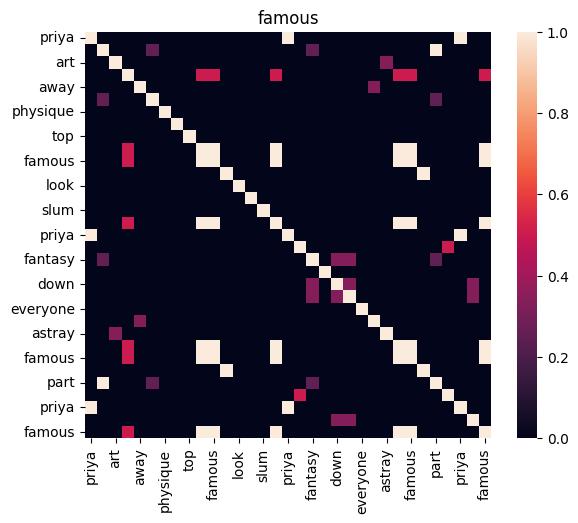 famous
priya
art
away
physique
top
famous
look
slum
priya
fantasy
down
everyone
astray
famous
part
priya
famous
priya
art
away
physique
top
famous
look
slum
priya
fantasy
down
everyone
astray
famous
part
priya
famous
1.0
0.8
0.6
0.4
0.2
0.0